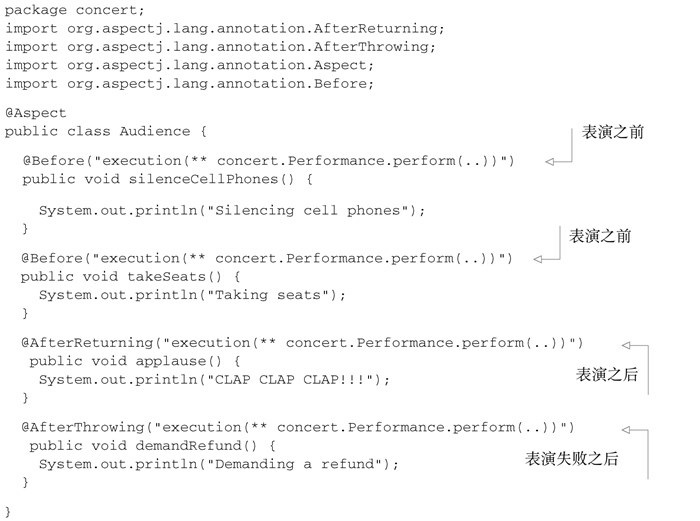 package concert;
import org.aspectj.lang.annotation.AfterReturning;
import org.aspectj.lang.annotation.AfterThrowing;
import org.aspectj.lang.annotation.Aspect;
import org.aspectj.lang.annotation.Before;
@Aspect
public class Audience {
表演之前
@Before("execution(** concert.Performance.perform(..))")
public void silenceCellPhones() {
System.out.println("Silencing cell phones");
}
表演之前
@Before("execution(** concert.Performance.perform(..))")
public void takeSeats() {
System.out.println("Taking seats");
}
@AfterReturning("execution(** concert.Performance.perform(..))")
public void applause() {
表演之后
System.out.println("CLAP CLAP CLAP!!!");
}
@AfterThrowing("execution(** concert.Performance.perform(..))")
public void demandRefund() {
表演失败之后
System.out.println("Demanding a refund");
}
}